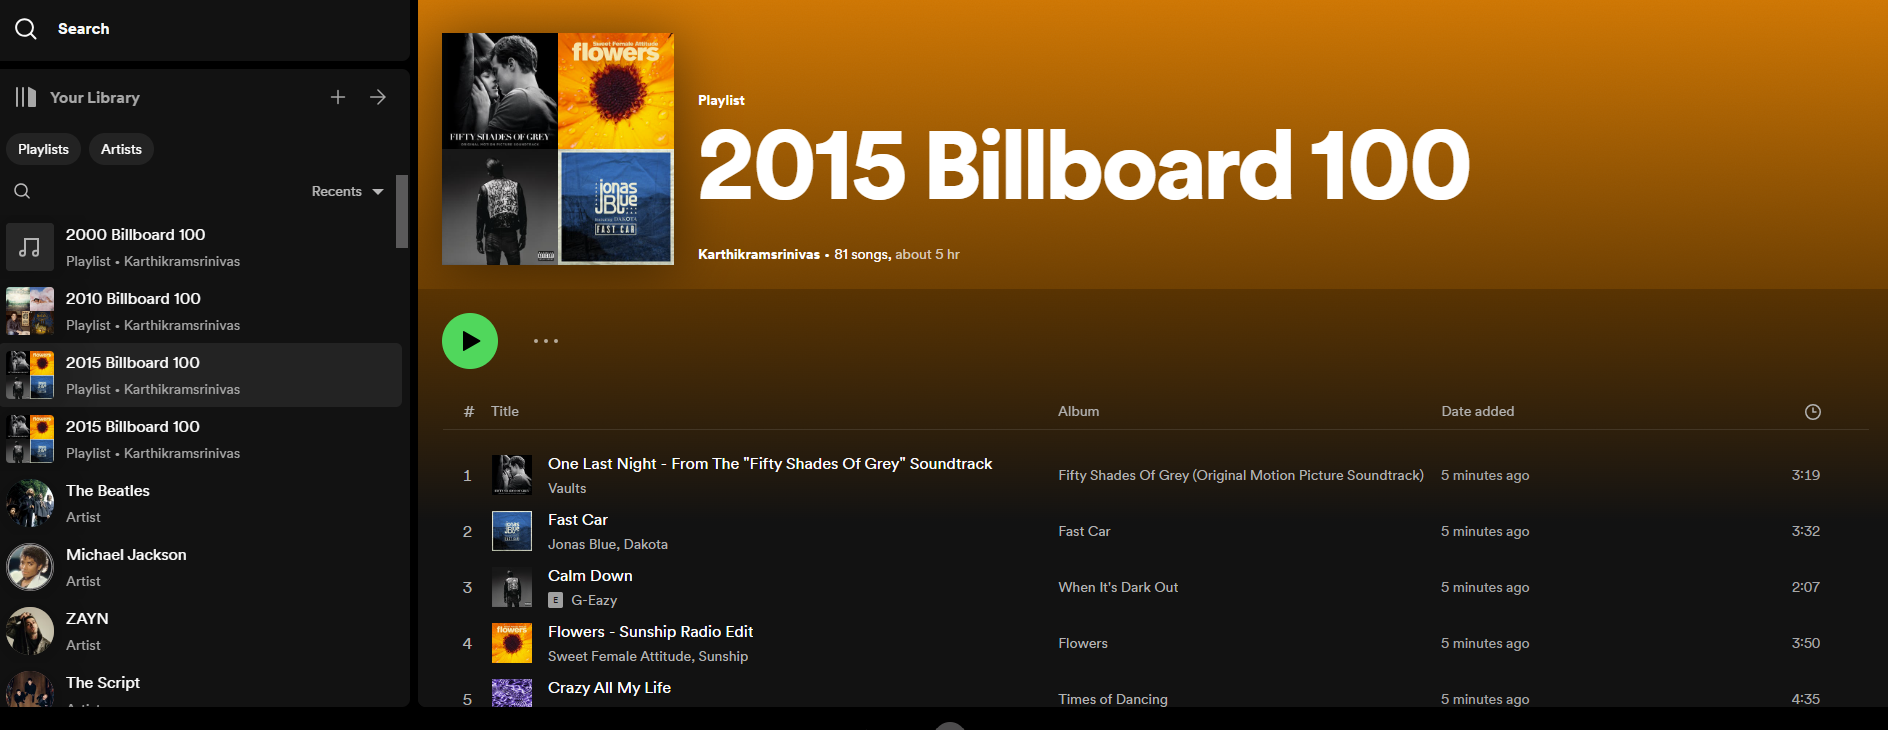 Search
Your Library
Playlists
Artists
Recents
2000 Billboard 100
Playlist • Karthikramsrinivas
2010 Billboard 100
Playlist • Karthikramsrinivas
2015 Billboard 100
Playlist • Karthikramsrinivas
2015 Billboard 100
Playlist • Karthikramsrinivas
The Beatles
Artist
Michael Jackson
Artist
ZAYN
Artist
The Script
FIFTY SHADES OF GREY
ORIGINAL MOTION PICTURE SOUNDTRACK
Sweet Female Attitude
flowers
jonas
BLUE
FEATURING DAKOTA
FAST CAR
Playlist
2015 Billboard 100
Karthikramsrinivas • 81 songs, about 5 hr
# Title Album Date added
1 One Last Night - From The "Fifty Shades Of Grey" Soundtrack
Vaults
Fifty Shades Of Grey (Original Motion Picture Soundtrack) 5 minutes ago 3:19
2 Fast Car
Jonas Blue, Dakota
Fast Car 5 minutes ago 3:32
3 Calm Down
E G-Eazy
When It's Dark Out 5 minutes ago 2:07
4 Flowers - Sunship Radio Edit
Sweet Female Attitude, Sunship
Flowers 5 minutes ago 3:50
5 Crazy All My Life
Times of Dancing 5 minutes ago 4:35